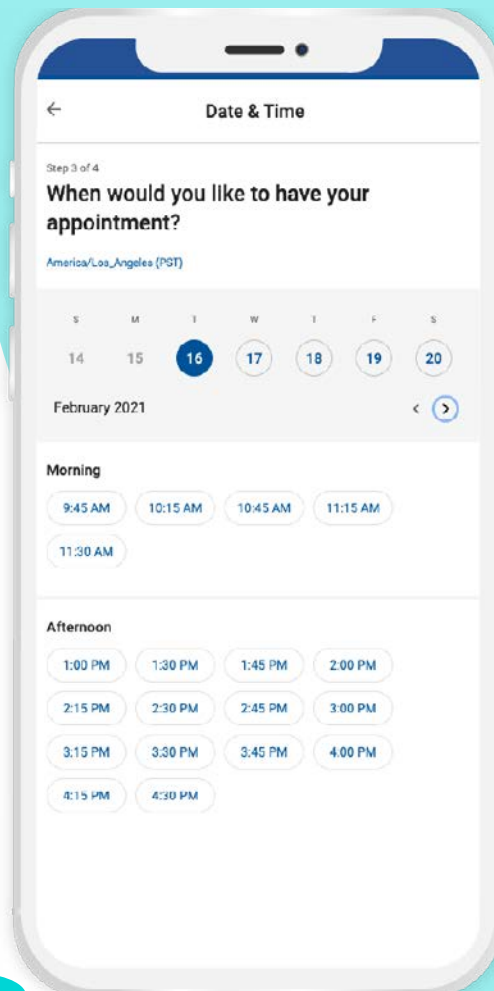 Date & Time
Step 3 of 4
When would you like to have your
appointment?
America/Los_Angeles (PST)
S M T W T F S
14 15 16 17 18 19 20
February 2021
Morning
9:45 AM 10:15 AM 10:45 AM 11:15 AM
11:30 AM
Afternoon
1:00 PM 1:30 PM 1:45 PM 2:00 PM
2:15 PM 2:30 PM 2:45 PM 3:00 PM
3:15 PM 3:30 PM 3:45 PM 4:00 PM
4:15 PM 4:30 PM